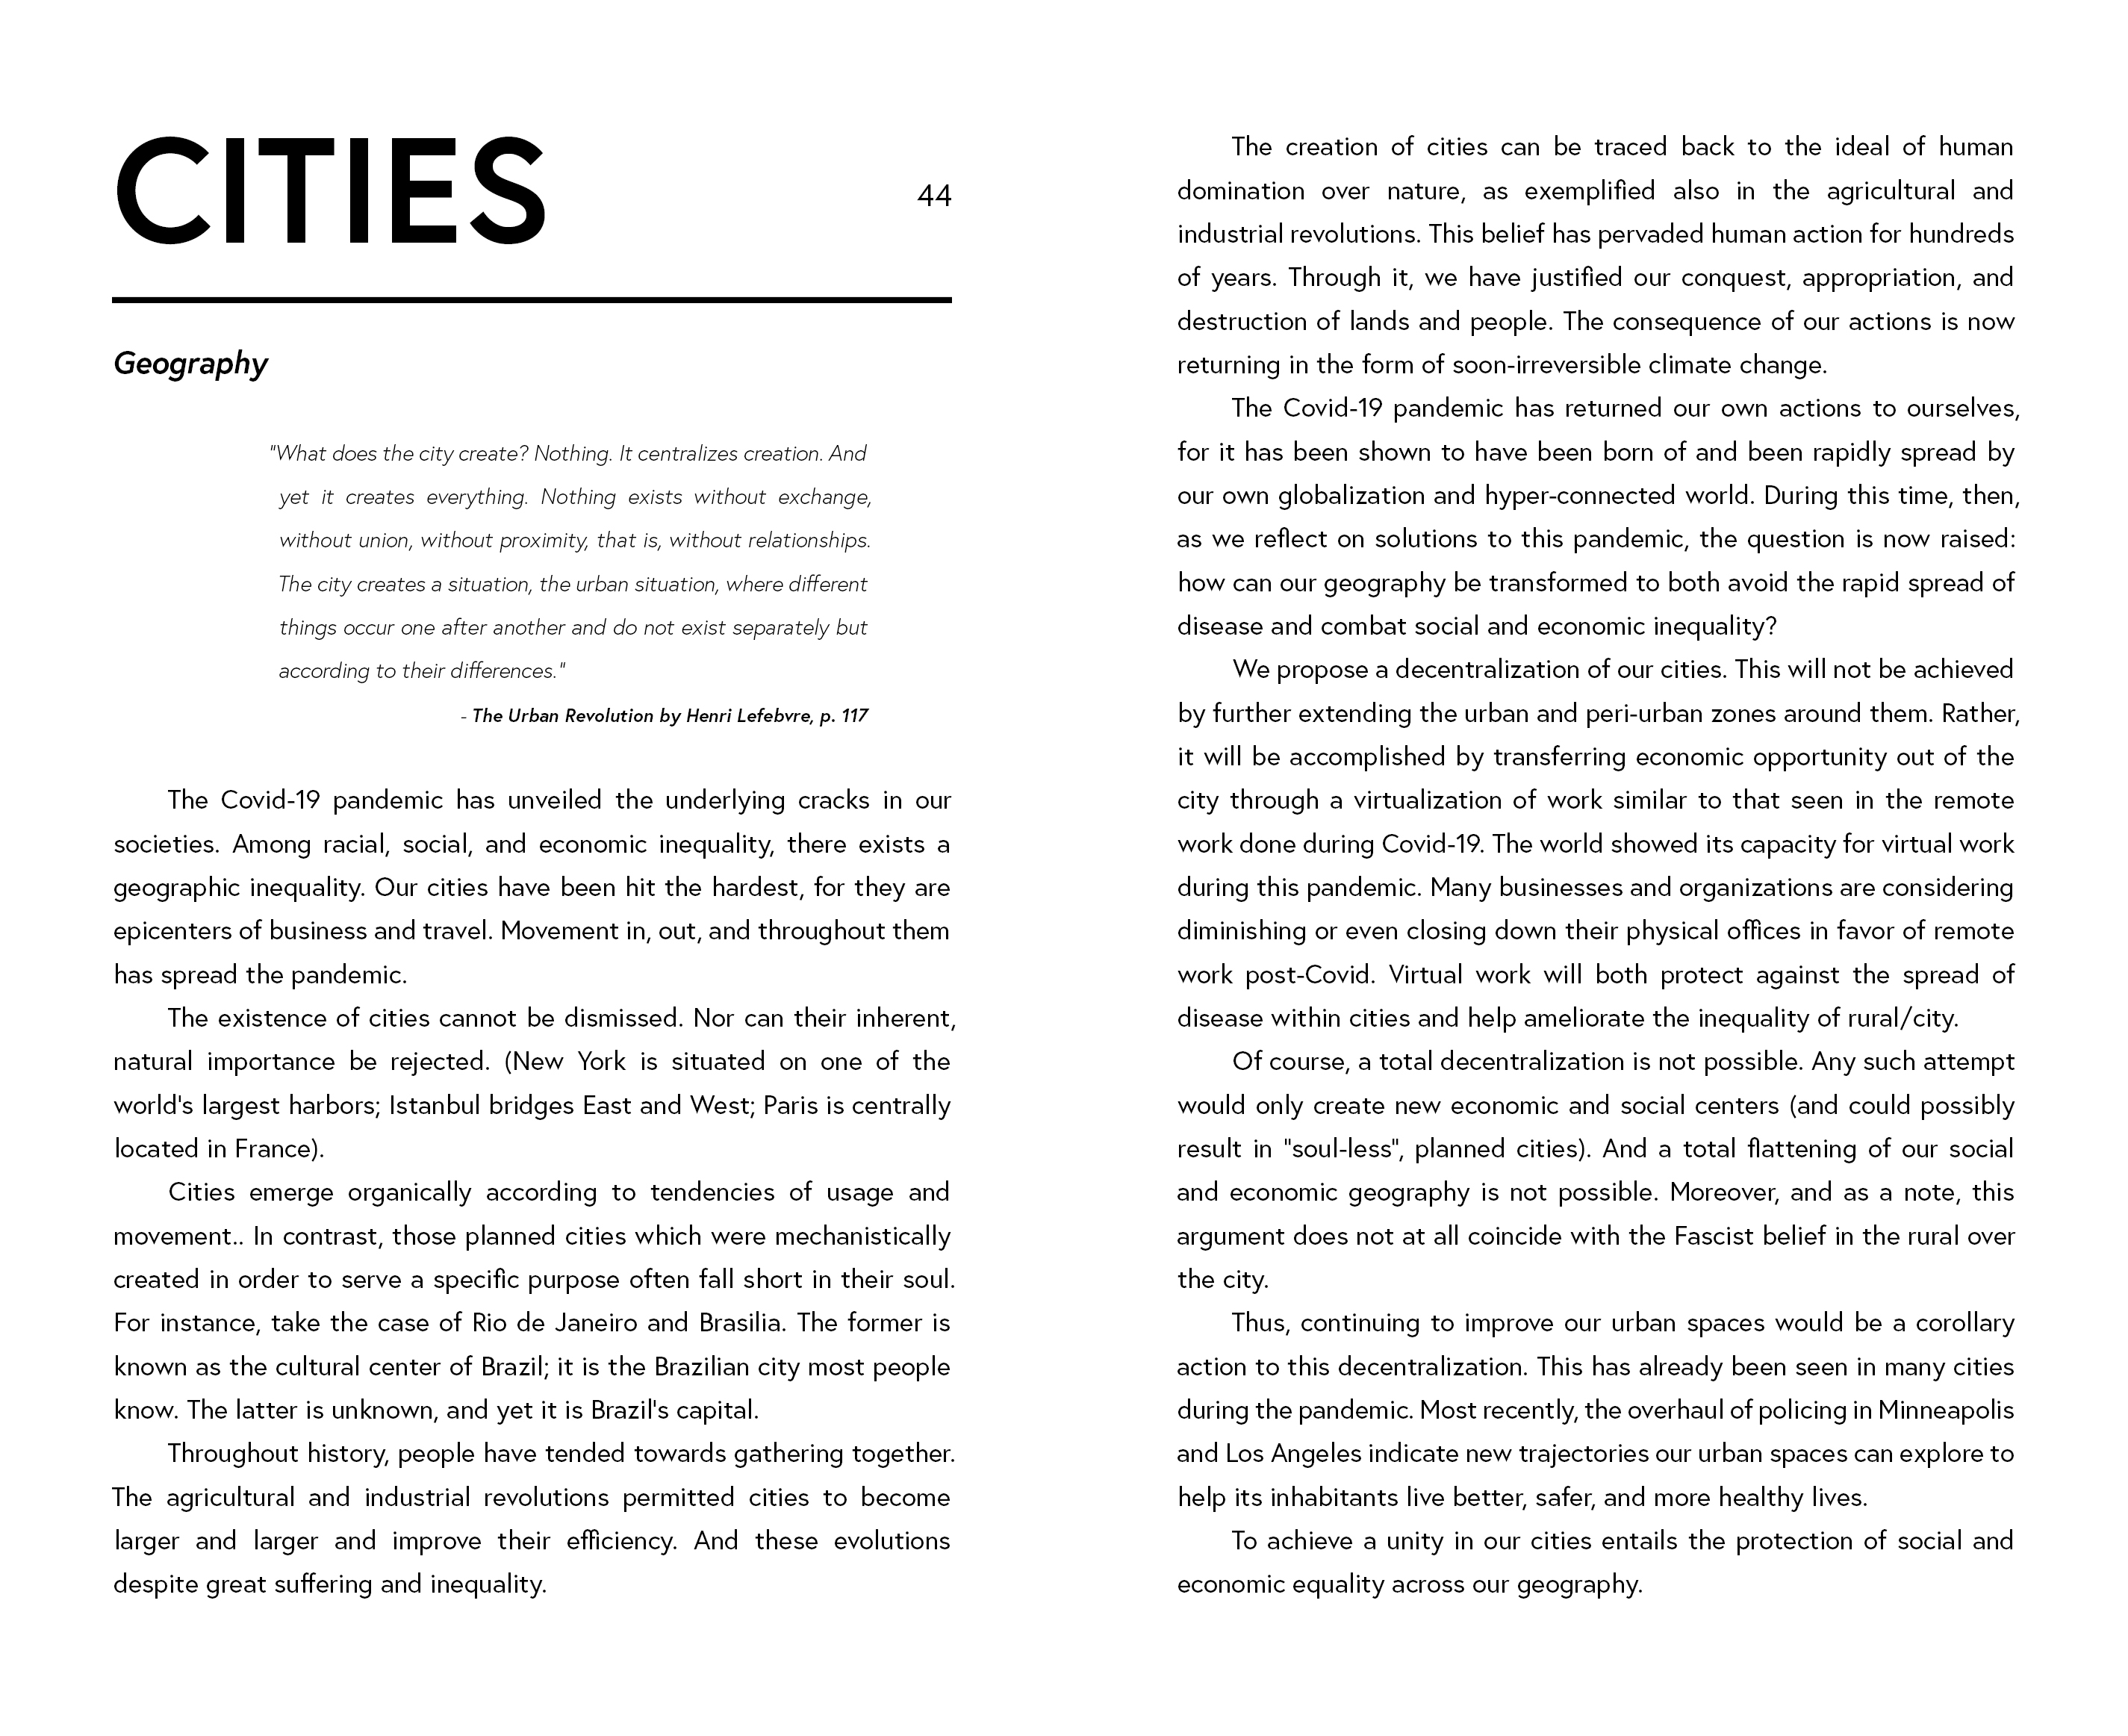 CITIES
44
Geography
"What does the city create? Nothing. It centralizes creation. And
yet it creates everything. Nothing exists without exchange,
without union, without proximity, that is, without relationships.
The city creates a situation, the urban situation, where different
things occur one after another and do not exist separately but
according to their differences."
- The Urban Revolution by Henri Lefebvre, p. 117
The Covid-19 pandemic has unveiled the underlying cracks in our
societies. Among racial, social, and economic inequality, there exists a
geographic inequality. Our cities have been hit the hardest, for they are
epicenters of business and travel. Movement in, out, and throughout them
has spread the pandemic.
The existence of cities cannot be dismissed. Nor can their inherent,
natural importance be rejected. (New York is situated on one of the
world's largest harbors; Istanbul bridges East and West; Paris is centrally
located in France).
Cities emerge organically according to tendencies of usage and
movement.. In contrast, those planned cities which were mechanistically
created in order to serve a specific purpose often fall short in their soul.
For instance, take the case of Rio de Janeiro and Brasilia. The former is
known as the cultural center of Brazil; it is the Brazilian city most people
know. The latter is unknown, and yet it is Brazil's capital.
Throughout history, people have tended towards gathering together.
The agricultural and industrial revolutions permitted cities to become
larger and larger and improve their efficiency. And these evolutions
despite great suffering and inequality.
The creation of cities can be traced back to the ideal of human
domination over nature, as exemplified also in the agricultural and
industrial revolutions. This belief has pervaded human action for hundreds
of years. Through it, we have justified our conquest, appropriation, and
destruction of lands and people. The consequence of our actions is now
returning in the form of soon-irreversible climate change.
The Covid-19 pandemic has returned our own actions to ourselves,
for it has been shown to have been born of and been rapidly spread by
our own globalization and hyper-connected world. During this time, then,
as we reflect on solutions to this pandemic, the question is now raised:
how can our geography be transformed to both avoid the rapid spread of
disease and combat social and economic inequality?
We propose a decentralization of our cities. This will not be achieved
by further extending the urban and peri-urban zones around them. Rather,
it will be accomplished by transferring economic opportunity out of the
city through a virtualization of work similar to that seen in the remote
work done during Covid-19. The world showed its capacity for virtual work
during this pandemic. Many businesses and organizations are considering
diminishing or even closing down their physical offices in favor of remote
work post-Covid. Virtual work will both protect against the spread of
disease within cities and help ameliorate the inequality of rural/city.
Of course, a total decentralization is not possible. Any such attempt
would only create new economic and social centers (and could possibly
result in "soul-less", planned cities). And a total flattening of our social
and economic geography is not possible. Moreover, and as a note, this
argument does not at all coincide with the Fascist belief in the rural over
the city.
Thus, continuing to improve our urban spaces would be a corollary
action to this decentralization. This has already been seen in many cities
during the pandemic. Most recently, the overhaul of policing in Minneapolis
and Los Angeles indicate new trajectories our urban spaces can explore to
help its inhabitants live better, safer, and more healthy lives.
To achieve a unity in our cities entails the protection of social and
economic equality across our geography.